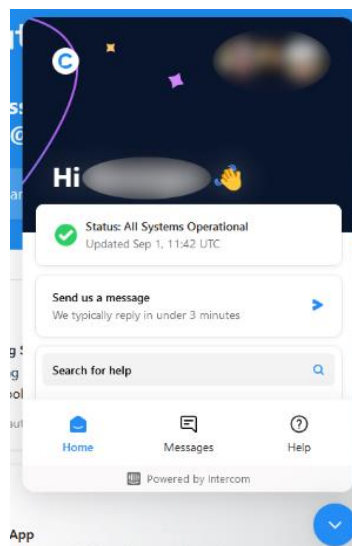 C
Hi
Status: All Systems Operational
Updated Sep 1, 11:42 UTC
Send us a message
We typically reply in under 3 minutes
Search for help
Home
Messages
Help
Powered by Intercom
App